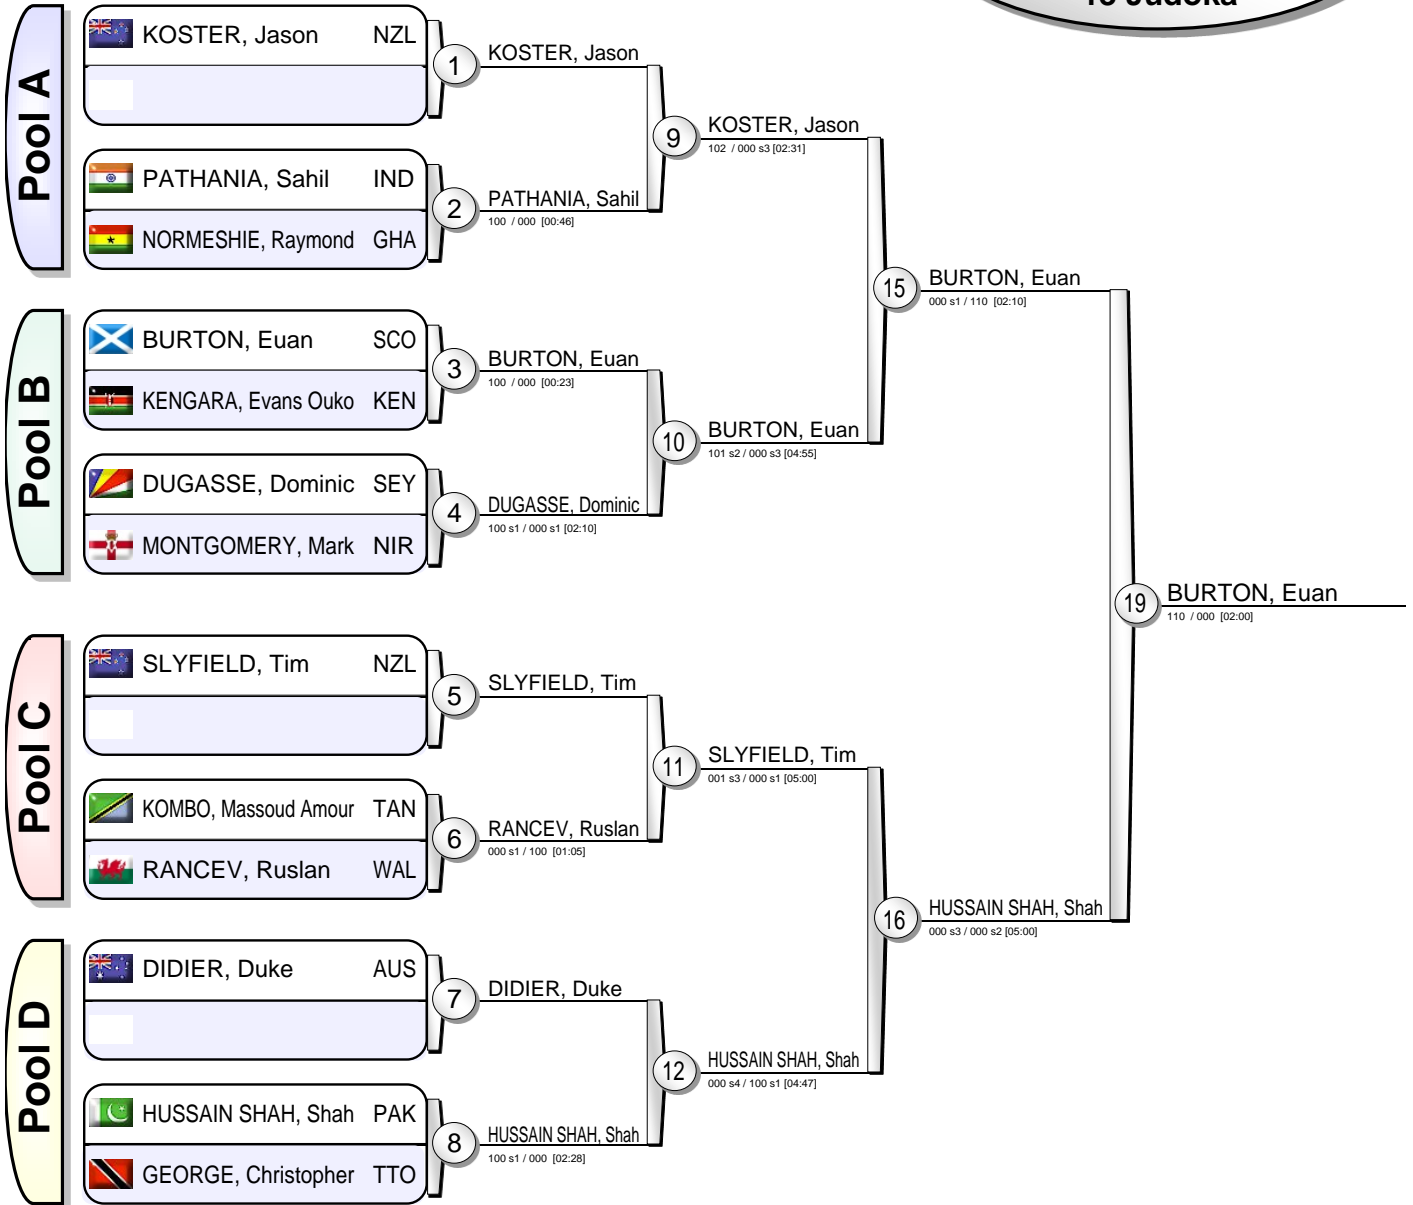 Pool A
KOSTER, Jason NZL
PATHANIA, Sahil IND
NORMESHIE, Raymond GHA
1
KOSTER, Jason
2
PATHANIA, Sahil
100 / 000 [00:46]
9
KOSTER, Jason
102 / 000 s3 [02:31]
Pool B
BURTON, Euan SCO
KENGARA, Evans Ouko KEN
DUGASSE, Dominic SEY
MONTGOMERY, Mark NIR
3
BURTON, Euan
100 / 000 [00:23]
4
DUGASSE, Dominic
100 s1 / 000 s1 [02:10]
10
BURTON, Euan
101 s2 / 000 s3 [04:55]
15
BURTON, Euan
000 s1 / 110 [02:10]
Pool C
SLYFIELD, Tim NZL
KOMBO, Massoud Amour TAN
RANCEV, Ruslan WAL
5
SLYFIELD, Tim
6
RANCEV, Ruslan
000 s1 / 100 [01:05]
11
SLYFIELD, Tim
001 s3 / 000 s1 [05:00]
Pool D
DIDIER, Duke AUS
HUSSAIN SHAH, Shah PAK
GEORGE, Christopher TTO
7
DIDIER, Duke
8
HUSSAIN SHAH, Shah
100 s1 / 000 [02:28]
12
HUSSAIN SHAH, Shah
000 s4 / 100 s1 [04:47]
16
HUSSAIN SHAH, Shah
000 s3 / 000 s2 [05:00]
19
BURTON, Euan
110 / 000 [02:00]